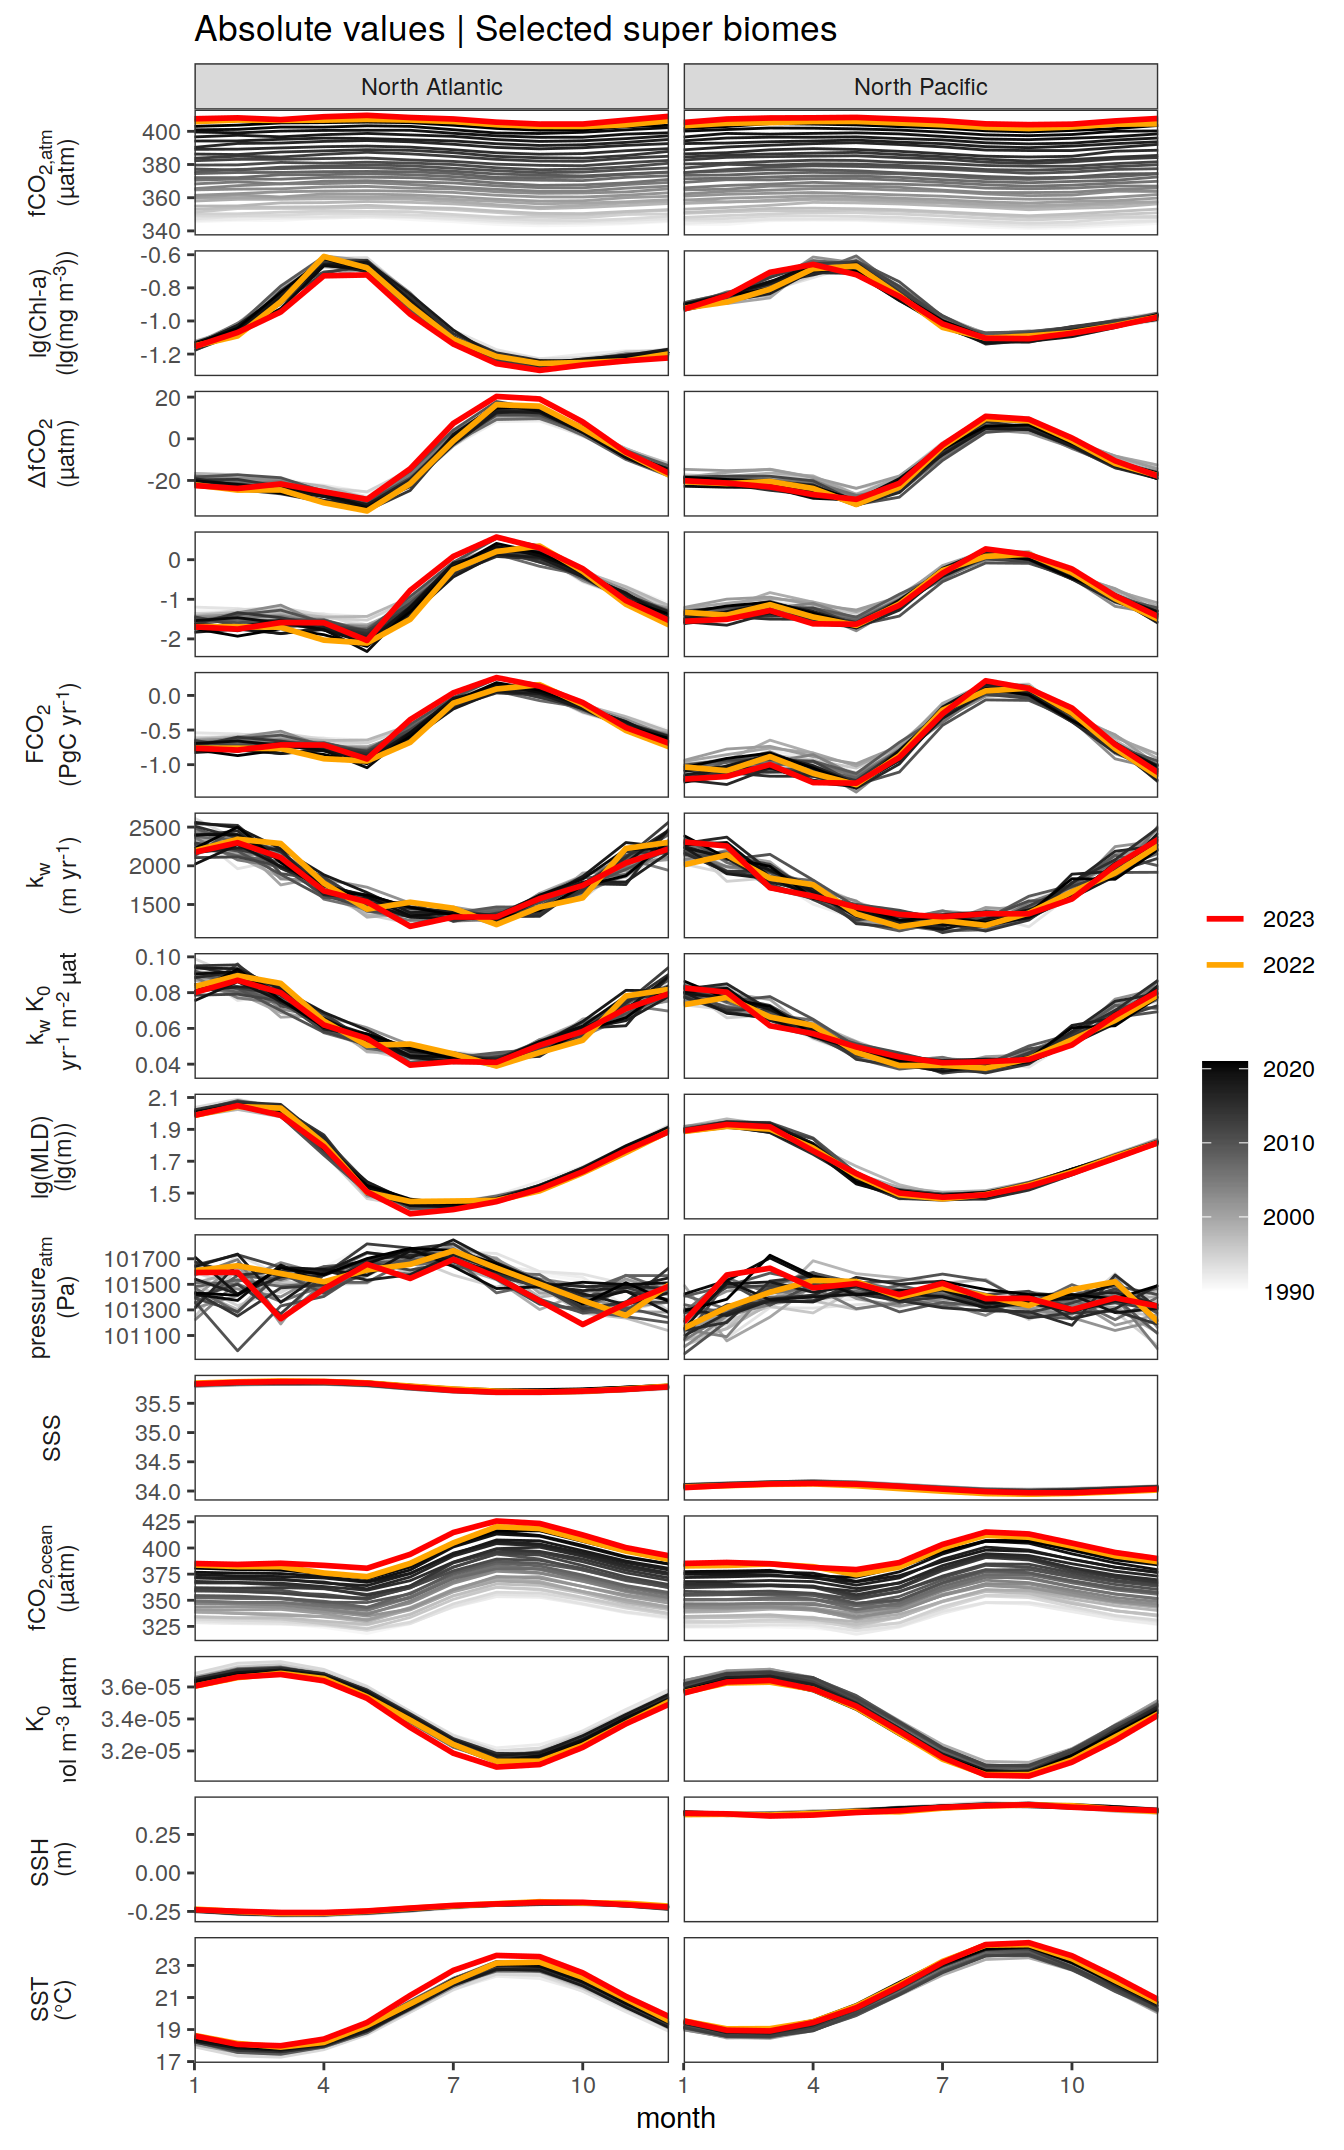 Absolute values | Selected super biomes
North Atlantic
North Pacific
fCO2,atm
(µatm)
400
380
360
340
lg(Chl-a)
(lg(mg m-3))
-0.6
-0.8
-1.0
-1.2
ΔfCO2
(µatm)
20
0
-20
0
-1
-2
FCO2
(PgC yr-1)
0.0
-0.5
-1.0
kw
(m yr-1)
2500
2000
1500
kw K0
yr-1 m-2 µat
0.10
0.08
0.06
0.04
lg(MLD)
(lg(m))
2.1
1.9
1.7
1.5
pressureatm
(Pa)
101700
101500
101300
101100
SSS
35.5
35.0
34.5
34.0
fCO2,ocean
(µatm)
425
400
375
350
325
K0
ol m-3 µatm
3.6e-05
3.4e-05
3.2e-05
SSH
(m)
0.25
0.00
-0.25
SST
(°C)
23
21
19
17
1
4
7
10
1
4
7
10
month
2023
2022
2020
2010
2000
1990